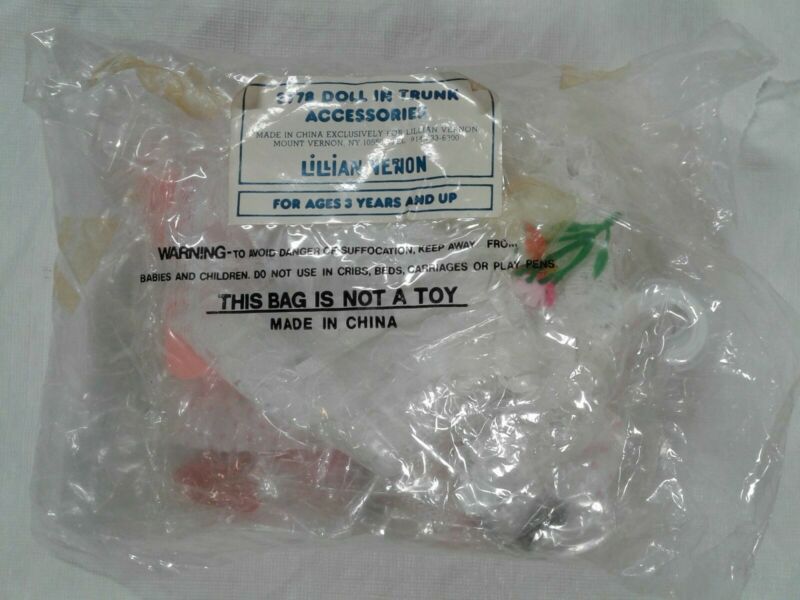 DOLL IN TRUNK
ACCESSORIES
MADE IN CHINA EXCLUSIVELY FOR LILLIAN VERNON
MOUNT VERNON, NY
LILLIAN VERNON
FOR AGES 3 YEARS AND UP
WARNING-TO AVOID DANGER OF SUFFOCATION, KEEP AWAY FROM
BABIES AND CHILDREN. DO NOT USE IN CRIBS, BEDS, CARRIAGES OR PLAY PENS.
THIS BAG IS NOT A TOY
MADE IN CHINA